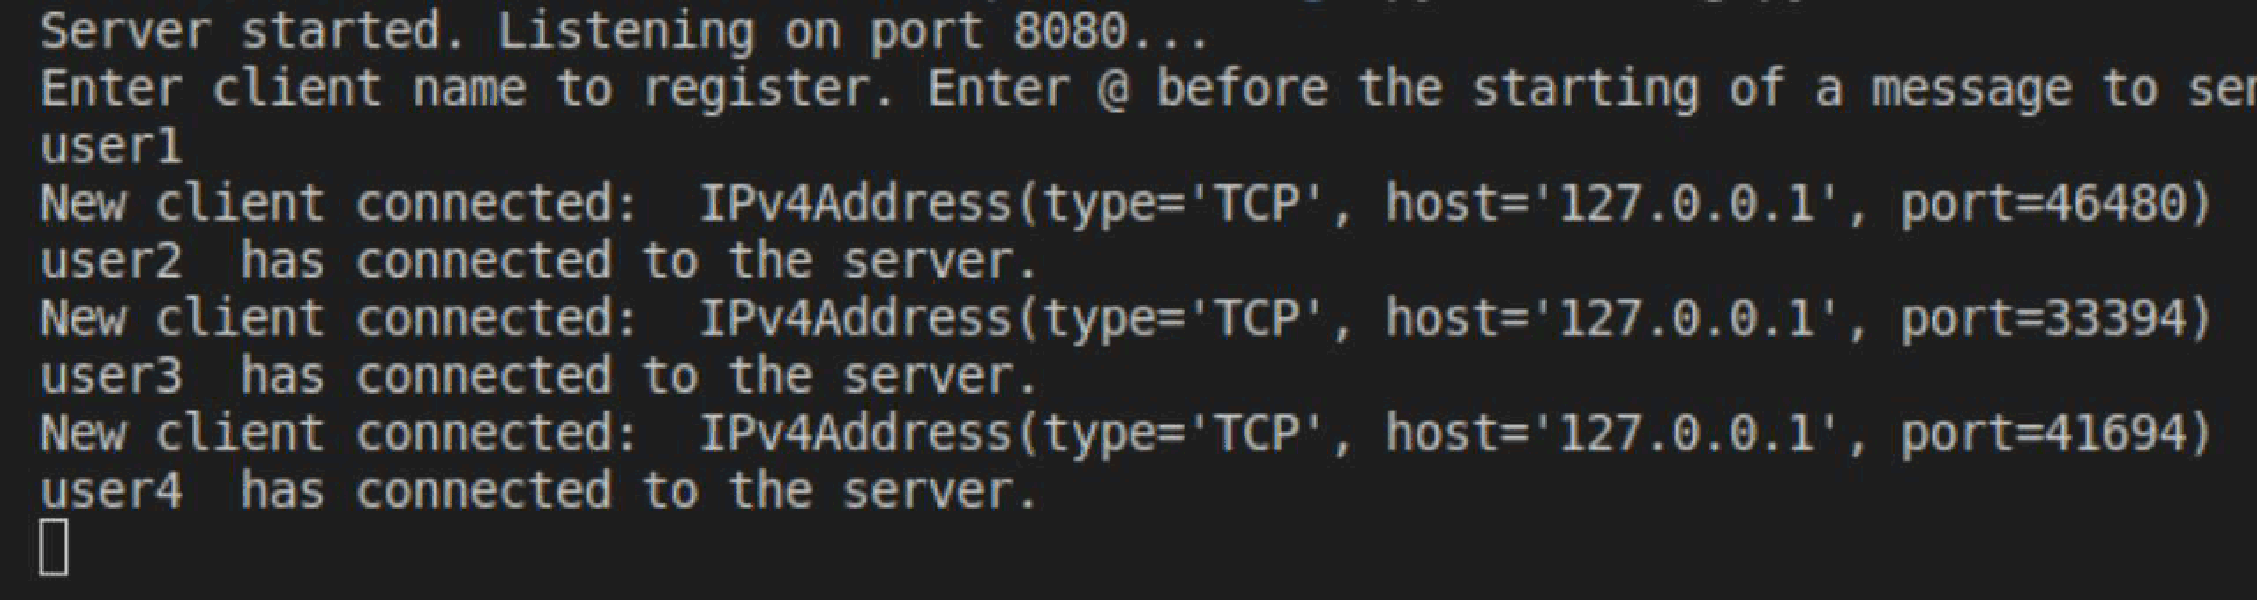 Server started. Listening on port 8080...
Enter client name to register. Enter @ before the starting of a message to
user1
New client connected:  IPv4Address(type='TCP', host='127.0.0.1', port=46480)
user2  has connected to the server.
New client connected:  IPv4Address(type='TCP', host='127.0.0.1', port=33394)
user3  has connected to the server.
New client connected:  IPv4Address(type='TCP', host='127.0.0.1', port=41694)
user4  has connected to the server.